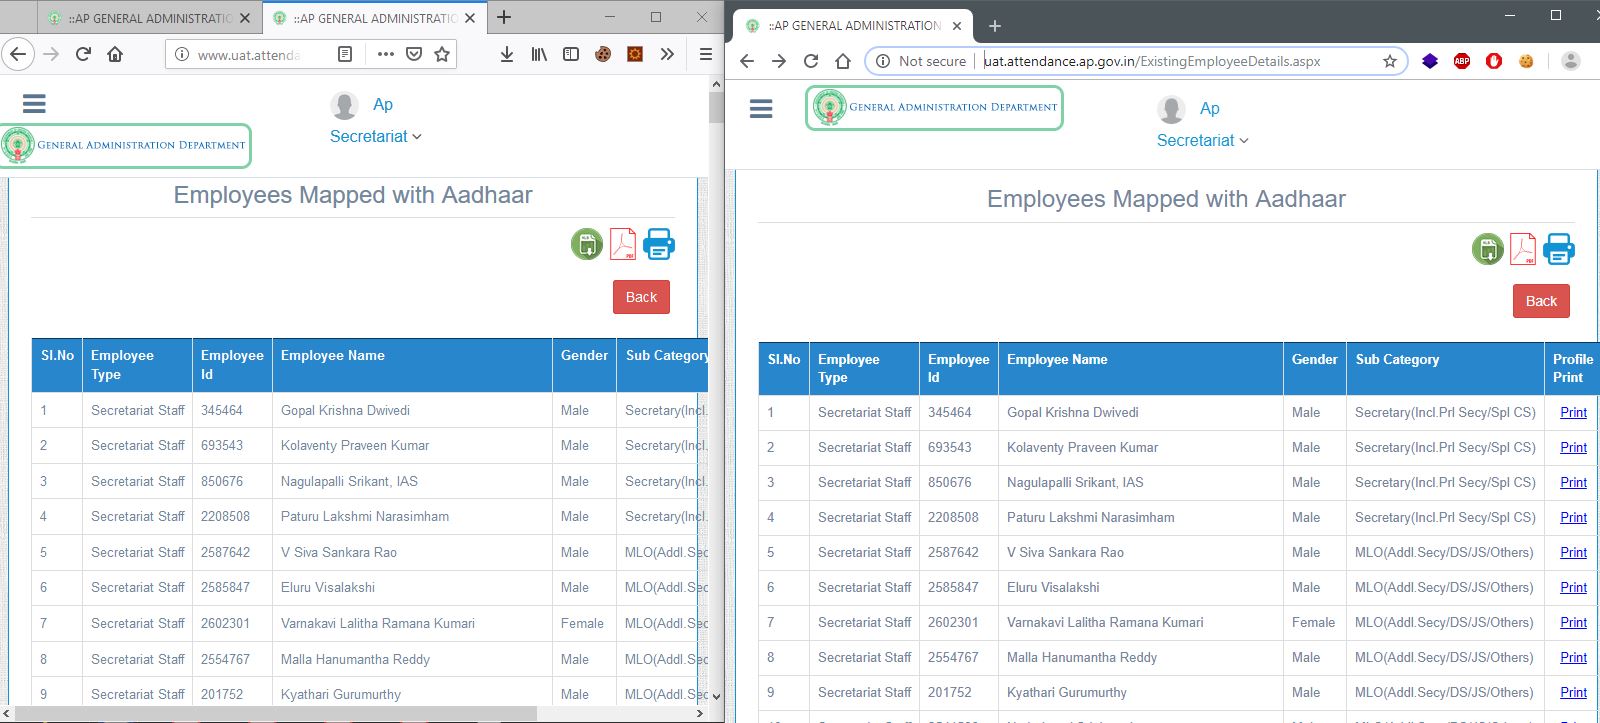 ::AP GENERAL ADMINISTRATIO
::AP GENERAL ADMINISTRATIO
www.uat.attenda
Ap
Secretariat
GENERAL ADMINISTRATION DEPARTMENT
Employees Mapped with Aadhaar
Back
Sl.No Employee Type Employee Id Employee Name Gender Sub Category
1 Secretariat Staff 345464 Gopal Krishna Dwivedi Male Secretary(Incl.
2 Secretariat Staff 693543 Kolaventy Praveen Kumar Male Secretary(Incl.
3 Secretariat Staff 850676 Nagulapalli Srikant, IAS Male Secretary(Incl.
4 Secretariat Staff 2208508 Paturu Lakshmi Narasimham Male Secretary(Incl.
5 Secretariat Staff 2587642 V Siva Sankara Rao Male MLO(Addl.Sec
6 Secretariat Staff 2585847 Eluru Visalakshi Male MLO(Addl.Sec
7 Secretariat Staff 2602301 Varnakavi Lalitha Ramana Kumari Female MLO(Addl.Sec
8 Secretariat Staff 2554767 Malla Hanumantha Reddy Male MLO(Addl.Sec
9 Secretariat Staff 201752 Kyathari Gurumurthy Male MLO(Addl.Sec
::AP GENERAL ADMINISTRATION
Not secure uat.attendance.ap.gov.in/ExistingEmployeeDetails.aspx
ABP
GENERAL ADMINISTRATION DEPARTMENT
Ap
Secretariat
Employees Mapped with Aadhaar
PDF
Back
Sl.No Employee Type Employee Id Employee Name Gender Sub Category Profile Print
1 Secretariat Staff 345464 Gopal Krishna Dwivedi Male Secretary(Incl.Prl Secy/Spl CS) Print
2 Secretariat Staff 693543 Kolaventy Praveen Kumar Male Secretary(Incl.Prl Secy/Spl CS) Print
3 Secretariat Staff 850676 Nagulapalli Srikant, IAS Male Secretary(Incl.Prl Secy/Spl CS) Print
4 Secretariat Staff 2208508 Paturu Lakshmi Narasimham Male Secretary(Incl.Prl Secy/Spl CS) Print
5 Secretariat Staff 2587642 V Siva Sankara Rao Male MLO(Addl.Secy/DS/JS/Others) Print
6 Secretariat Staff 2585847 Eluru Visalakshi Male MLO(Addl.Secy/DS/JS/Others) Print
7 Secretariat Staff 2602301 Varnakavi Lalitha Ramana Kumari Female MLO(Addl.Secy/DS/JS/Others) Print
8 Secretariat Staff 2554767 Malla Hanumantha Reddy Male MLO(Addl.Secy/DS/JS/Others) Print
9 Secretariat Staff 201752 Kyathari Gurumurthy Male MLO(Addl.Secy/DS/JS/Others) Print